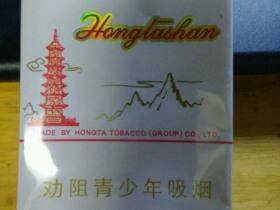 Hongtashan
MADE BY HONGTA TOBACCO (GROUP) CO., LTD.
劝阻青少年吸烟